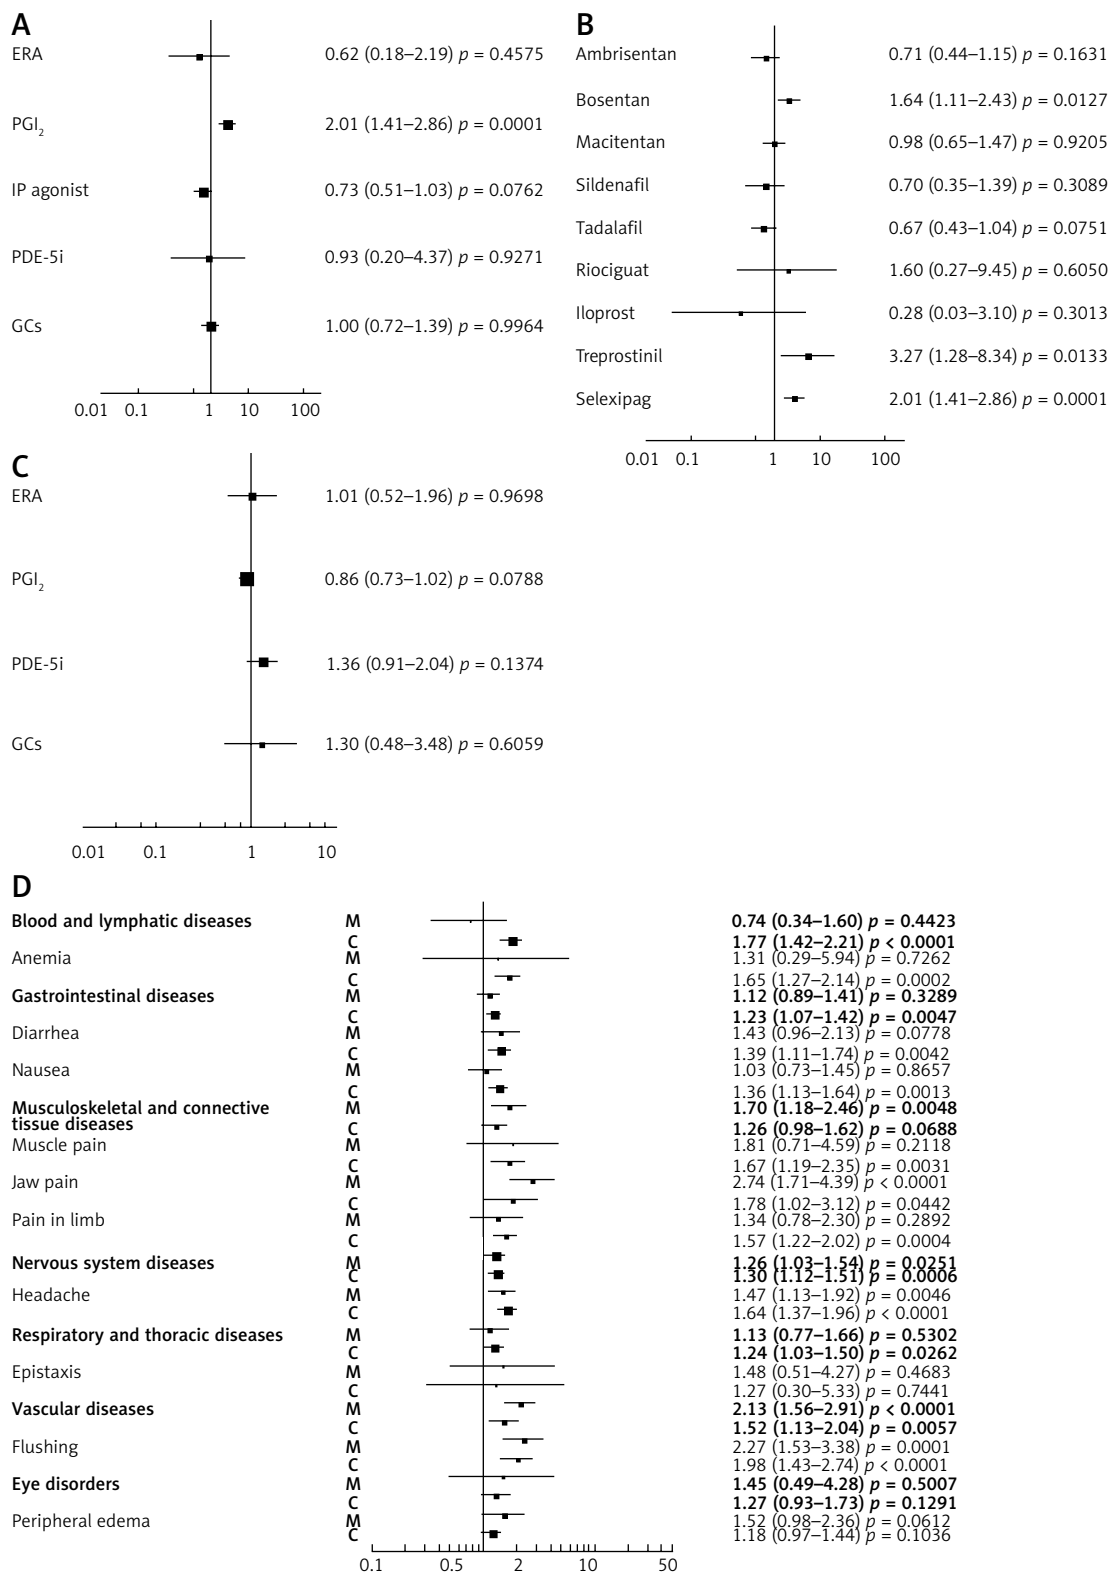 A
ERA 0.62 (0.18–2.19) p = 0.4575
PGI2 2.01 (1.41–2.86) p = 0.0001
IP agonist 0.73 (0.51–1.03) p = 0.0762
PDE-5i 0.93 (0.20–4.37) p = 0.9271
GCs 1.00 (0.72–1.39) p = 0.9964
0.01 0.1 1 10 100
B
Ambrisentan 0.71 (0.44–1.15) p = 0.1631
Bosentan 1.64 (1.11–2.43) p = 0.0127
Macitentan 0.98 (0.65–1.47) p = 0.9205
Sildenafil 0.70 (0.35–1.39) p = 0.3089
Tadalafil 0.67 (0.43–1.04) p = 0.0751
Riociguat 1.60 (0.27–9.45) p = 0.6050
Iloprost 0.28 (0.03–3.10) p = 0.3013
Treprostinil 3.27 (1.28–8.34) p = 0.0133
Selexipag 2.01 (1.41–2.86) p = 0.0001
0.01 0.1 1 10 100
C
ERA 1.01 (0.52–1.96) p = 0.9698
PGI2 0.86 (0.73–1.02) p = 0.0788
PDE-5i 1.36 (0.91–2.04) p = 0.1374
GCs 1.30 (0.48–3.48) p = 0.6059
0.01 0.1 1 10
D
Blood and lymphatic diseases M 0.74 (0.34–1.60) p = 0.4423
C 1.77 (1.42–2.21) p < 0.0001
Anemia M 1.31 (0.29–5.94) p = 0.7262
C 1.65 (1.27–2.14) p = 0.0002
Gastrointestinal diseases M 1.12 (0.89–1.41) p = 0.3289
C 1.23 (1.07–1.42) p = 0.0047
Diarrhea M 1.43 (0.96–2.13) p = 0.0778
C 1.39 (1.11–1.74) p = 0.0042
Nausea M 1.03 (0.73–1.45) p = 0.8657
C 1.36 (1.13–1.64) p = 0.0013
Musculoskeletal and connective M 1.70 (1.18–2.46) p = 0.0048
tissue diseases C 1.26 (0.98–1.62) p = 0.0688
Muscle pain M 1.81 (0.71–4.59) p = 0.2118
C 1.67 (1.19–2.35) p = 0.0031
Jaw pain M 2.74 (1.71–4.39) p < 0.0001
C 1.78 (1.02–3.12) p = 0.0442
Pain in limb M 1.34 (0.78–2.30) p = 0.2892
C 1.57 (1.22–2.02) p = 0.0004
Nervous system diseases M 1.26 (1.03–1.54) p = 0.0251
C 1.30 (1.12–1.51) p = 0.0006
Headache M 1.47 (1.13–1.92) p = 0.0046
C 1.64 (1.37–1.96) p < 0.0001
Respiratory and thoracic diseases M 1.13 (0.77–1.66) p = 0.5302
C 1.24 (1.03–1.50) p = 0.0262
Epistaxis M 1.48 (0.51–4.27) p = 0.4683
C 1.27 (0.30–5.33) p = 0.7441
Vascular diseases M 2.13 (1.56–2.91) p < 0.0001
C 1.52 (1.13–2.04) p = 0.0057
Flushing M 2.27 (1.53–3.38) p = 0.0001
C 1.98 (1.43–2.74) p < 0.0001
Eye disorders M 1.45 (0.49–4.28) p = 0.5007
C 1.27 (0.93–1.73) p = 0.1291
Peripheral edema M 1.52 (0.98–2.36) p = 0.0612
C 1.18 (0.97–1.44) p = 0.1036
0.1 0.5 1 2 10 50